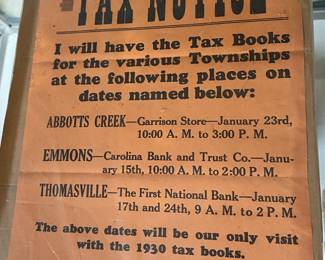 TAX NOTICE
I will have the Tax Books
for the various Townships
at the following places on
dates named below:
ABBOTTS CREEK—Garrison Store—January 23rd,
10:00 A. M. to 3:00 P. M.
EMMONS—Carolina Bank and Trust Co.—Janu-
ary 15th, 10:00 A. M. to 2:00 P. M.
THOMASVILLE—The First National Bank—January
17th and 24th, 9 A. M. to 2 P. M.
The above dates will be our only visit
with the 1930 tax books.